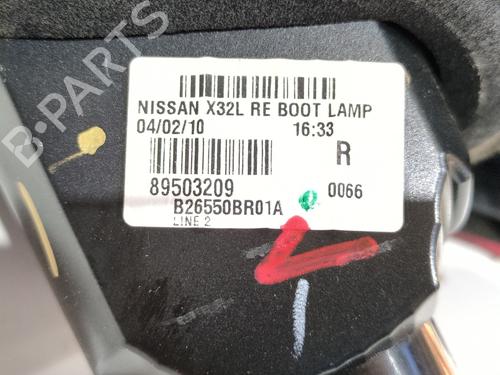 B-PARTS
NISSAN X32L RE BOOT LAMP
04/02/10 16:33
R
89503209 0066
B26550BR01A
LINE 2